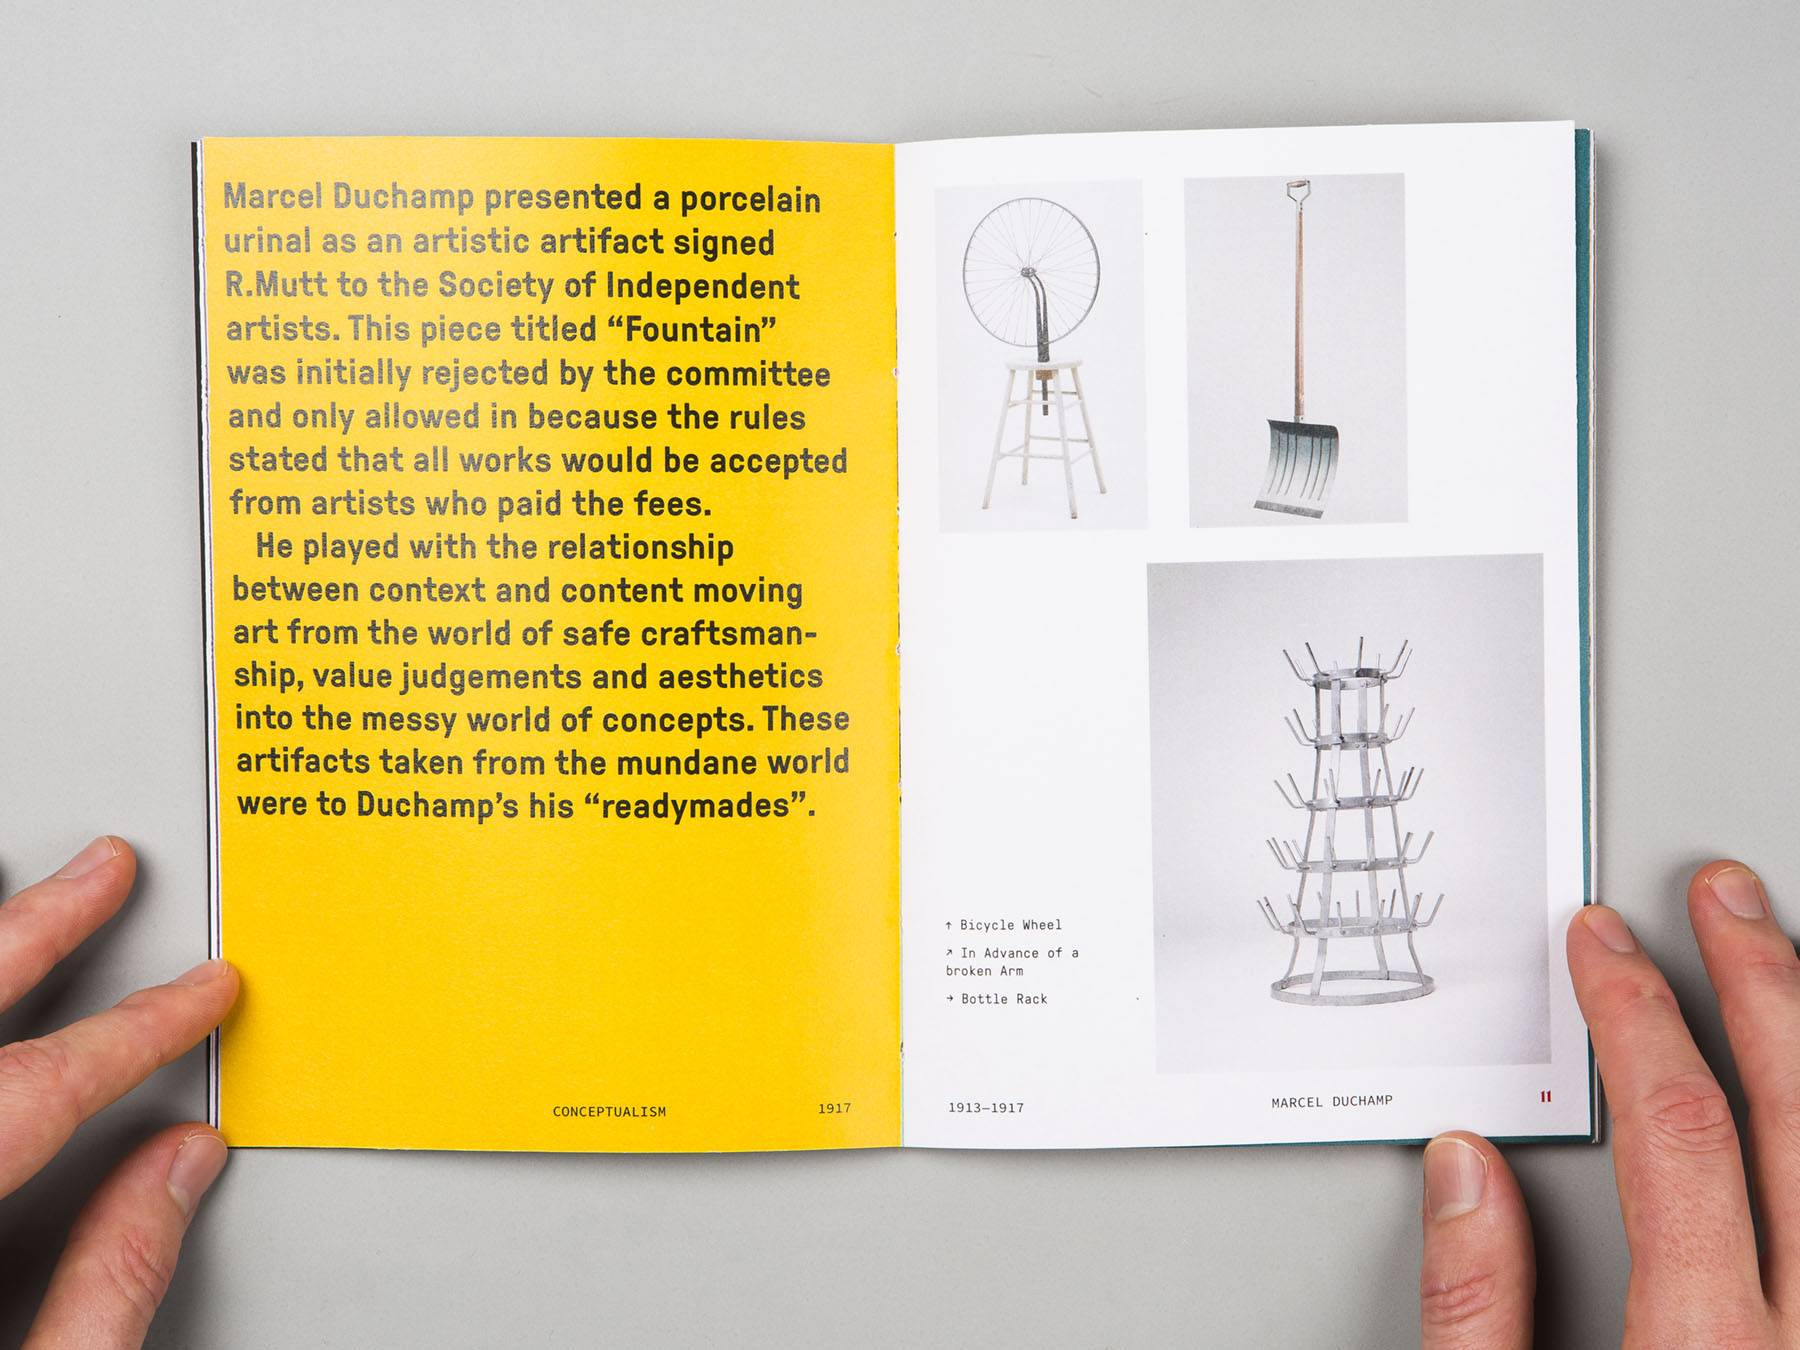 Marcel Duchamp presented a porcelain
urinal as an artistic artifact signed
R.Mutt to the Society of Independent
artists. This piece titled “Fountain”
was initially rejected by the committee
and only allowed in because the rules
stated that all works would be accepted
from artists who paid the fees.
He played with the relationship
between context and content moving
art from the world of safe craftsman-
ship, value judgements and aesthetics
into the messy world of concepts. These
artifacts taken from the mundane world
were to Duchamp’s his “readymades”.
CONCEPTUALISM
1917
↑ Bicycle Wheel
↗ In Advance of a
broken Arm
→ Bottle Rack
1913–1917
MARCEL DUCHAMP
11